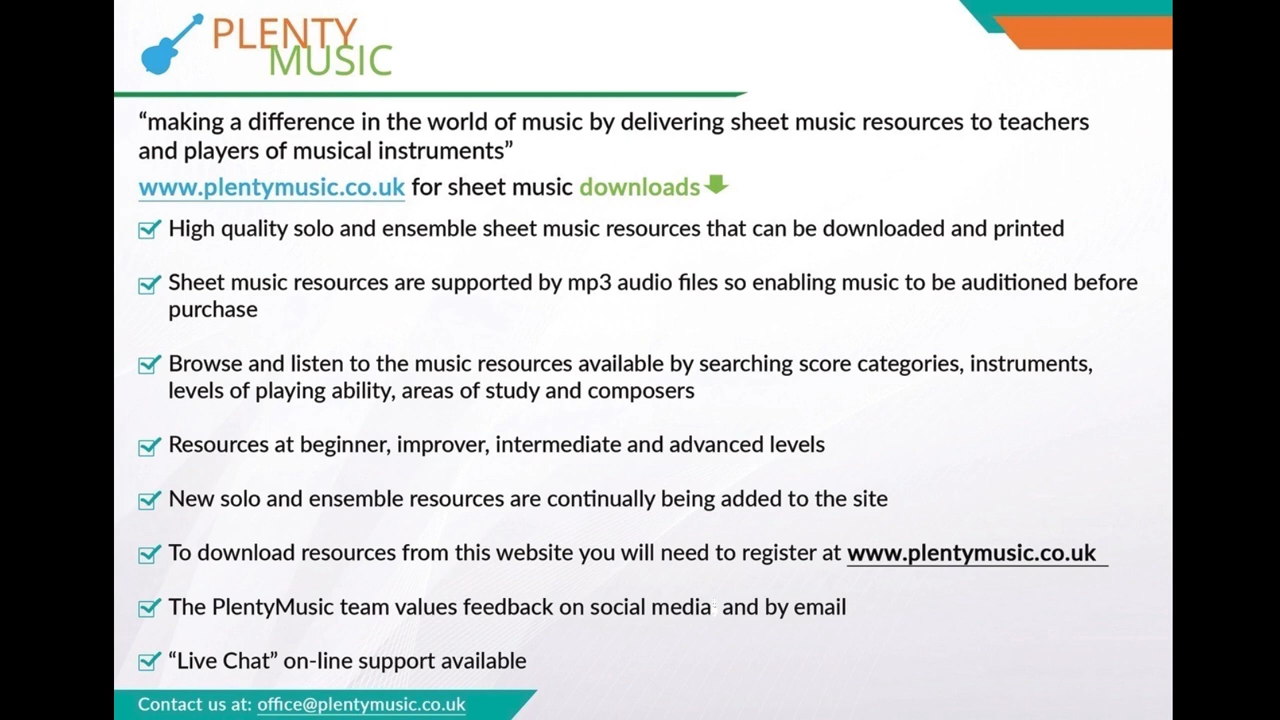 PLENTY
MUSIC
“making a difference in the world of music by delivering sheet music resources to teachers
and players of musical instruments”
www.plentymusic.co.uk for sheet music downloads
High quality solo and ensemble sheet music resources that can be downloaded and printed
Sheet music resources are supported by mp3 audio files so enabling music to be auditioned before
purchase
Browse and listen to the music resources available by searching score categories, instruments,
levels of playing ability, areas of study and composers
Resources at beginner, improver, intermediate and advanced levels
New solo and ensemble resources are continually being added to the site
To download resources from this website you will need to register at www.plentymusic.co.uk
The PlentyMusic team values feedback on social media and by email
“Live Chat” on-line support available
Contact us at: office@plentymusic.co.uk